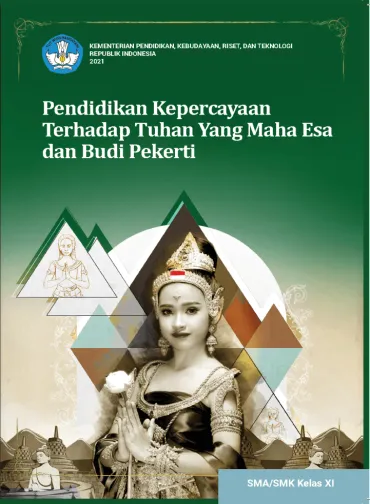 KEMENTERIAN PENDIDIKAN, KEBUDAYAAN, RISET, DAN TEKNOLOGI
REPUBLIK INDONESIA
2021
Pendidikan Kepercayaan
Terhadap Tuhan Yang Maha Esa
dan Budi Pekerti
SMA/SMK Kelas XI